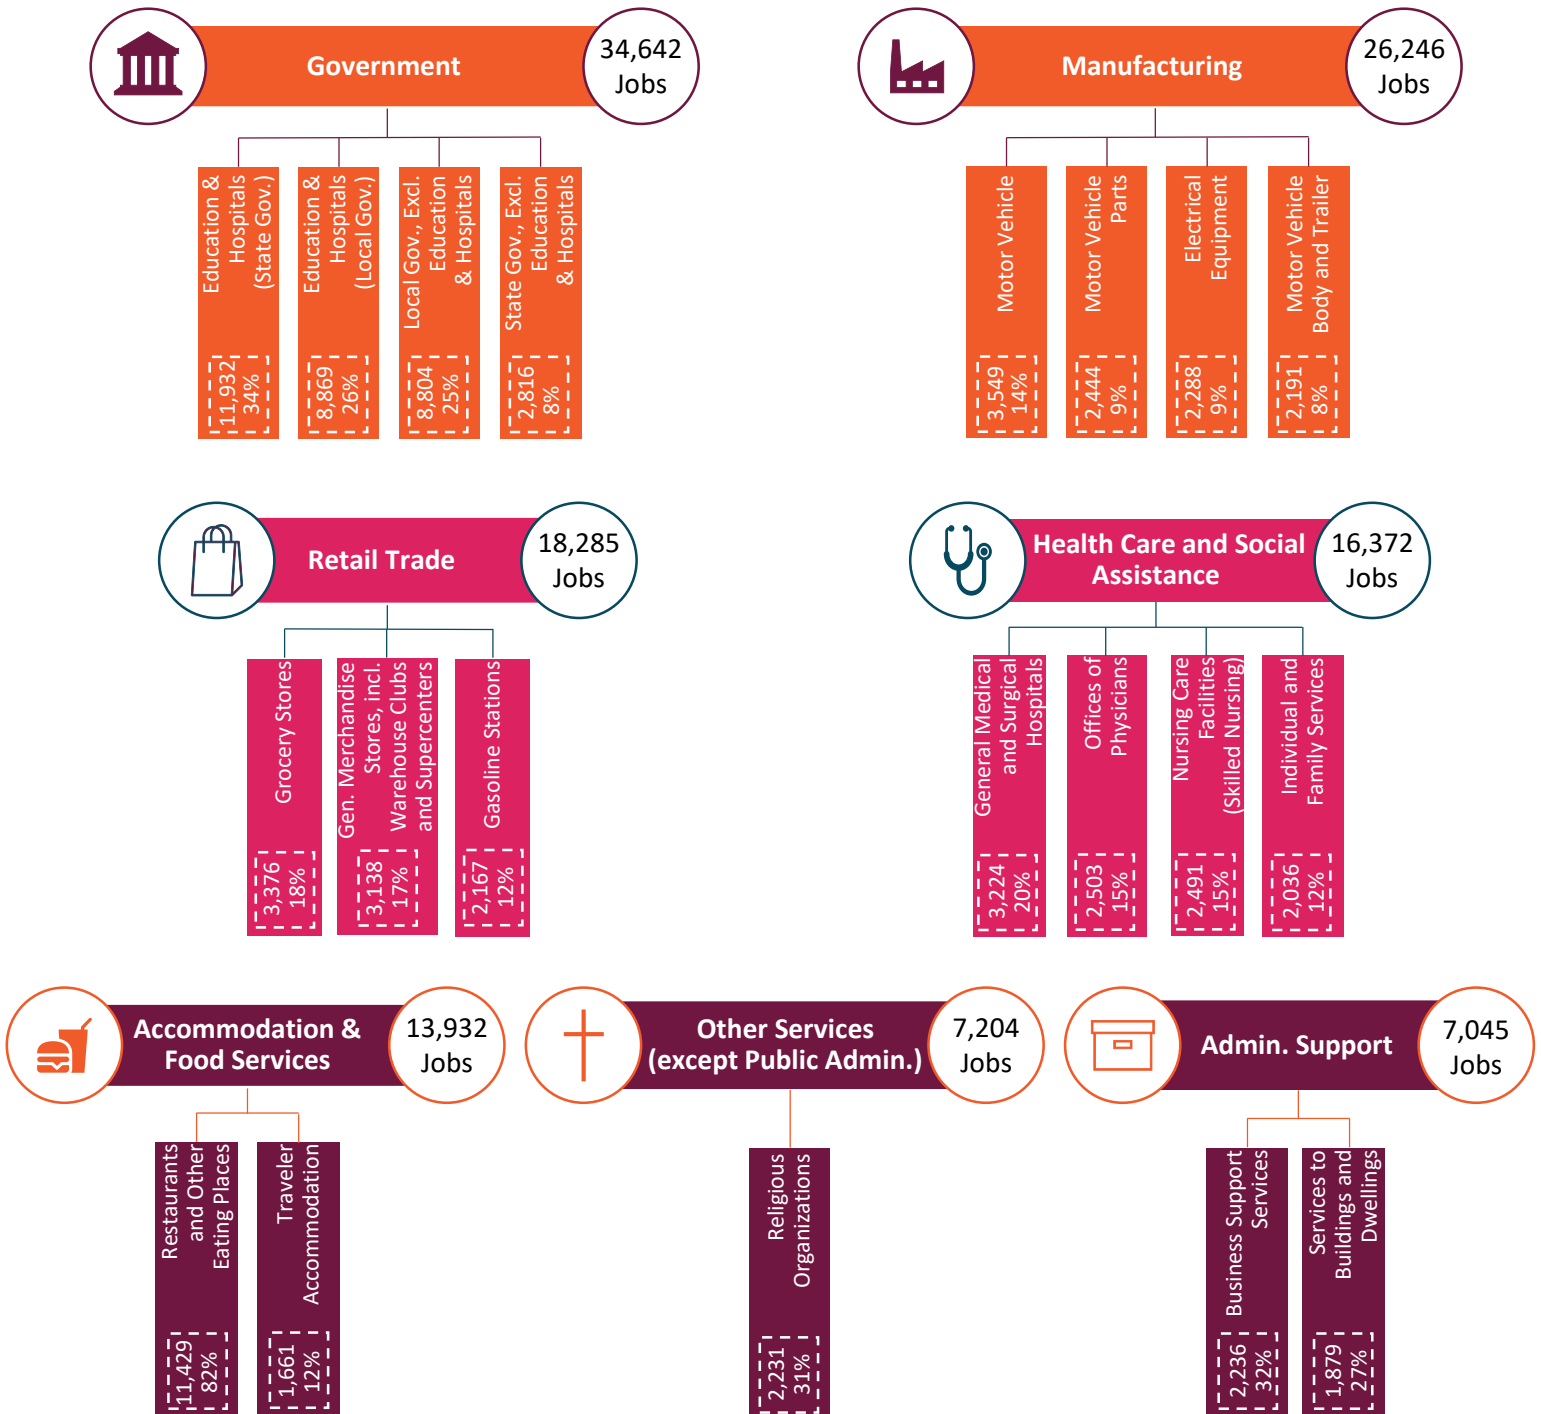 Government
34,642
Jobs
Education &
Hospitals
(State Gov.)
11,932
34%
Education &
Hospitals
(Local Gov.)
8,869
26%
Local Gov., Excl.
Education
& Hospitals
8,804
25%
State Gov., Excl.
Education
& Hospitals
2,816
8%
Manufacturing
26,246
Jobs
Motor Vehicle
3,549
14%
Motor Vehicle
Parts
2,444
9%
Electrical
Equipment
2,288
9%
Motor Vehicle
Body and Trailer
2,191
8%
Retail Trade
18,285
Jobs
Grocery Stores
3,376
18%
Gen. Merchandise
Stores, incl.
Warehouse Clubs
and Supercenters
3,138
17%
Gasoline Stations
2,167
12%
Health Care and Social
Assistance
16,372
Jobs
General Medical
and Surgical
Hospitals
3,224
20%
Offices of
Physicians
2,503
15%
Nursing Care
Facilities
(Skilled Nursing)
2,491
15%
Individual and
Family Services
2,036
12%
Accommodation &
Food Services
13,932
Jobs
Restaurants
and Other
Eating Places
11,429
82%
Traveler
Accommodation
1,661
12%
Other Services
(except Public Admin.)
7,204
Jobs
Religious
Organizations
2,231
31%
Admin. Support
7,045
Jobs
Business Support
Services
2,236
32%
Services to
Buildings and
Dwellings
1,879
27%